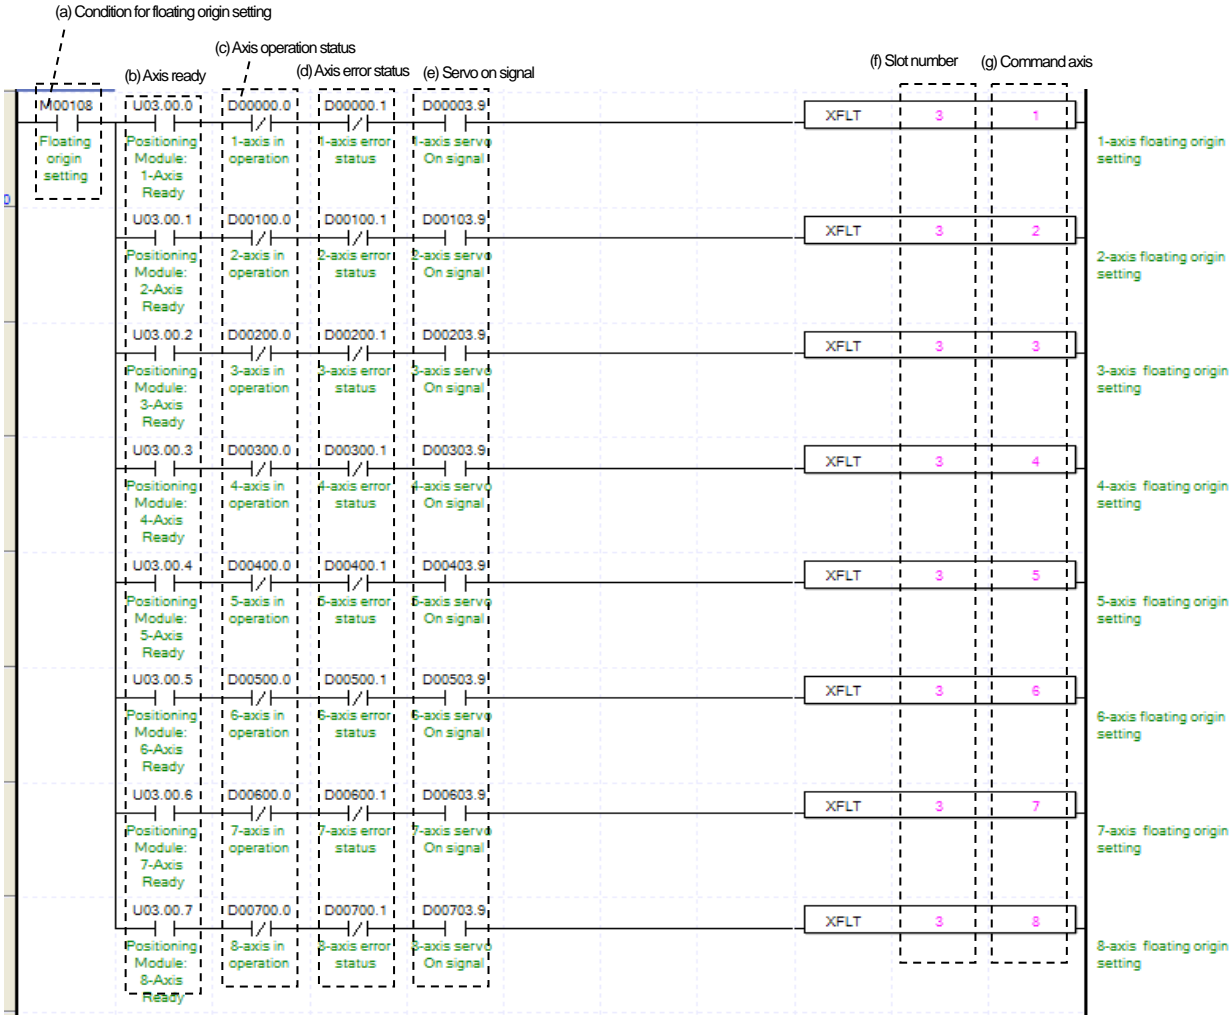 (a) Condition for floating origin setting
(c) Axis operation status
(b) Axis ready
(d) Axis error status
(e) Servo on signal
(f) Slot number
(g) Command axis
M00108
U03.00.0
D00000.0
D00000.1
D00003.9
XFLT 3 1
Floating
origin
setting
Positioning
Module:
1-Axis
Ready
1-axis in
operation
1-axis error
status
1-axis servo
On signal
1-axis floating origin
setting
0
U03.00.1
D00100.0
D00100.1
D00103.9
XFLT 3 2
Positioning
Module:
2-Axis
Ready
2-axis in
operation
2-axis error
status
2-axis servo
On signal
2-axis floating origin
setting
U03.00.2
D00200.0
D00200.1
D00203.9
XFLT 3 3
Positioning
Module:
3-Axis
Ready
3-axis in
operation
3-axis error
status
3-axis servo
On signal
3-axis floating origin
setting
U03.00.3
D00300.0
D00300.1
D00303.9
XFLT 3 4
Positioning
Module:
4-Axis
Ready
4-axis in
operation
4-axis error
status
4-axis servo
On signal
4-axis floating origin
setting
U03.00.4
D00400.0
D00400.1
D00403.9
XFLT 3 5
Positioning
Module:
5-Axis
Ready
5-axis in
operation
5-axis error
status
5-axis servo
On signal
5-axis floating origin
setting
U03.00.5
D00500.0
D00500.1
D00503.9
XFLT 3 6
Positioning
Module:
6-Axis
Ready
6-axis in
operation
6-axis error
status
6-axis servo
On signal
6-axis floating origin
setting
U03.00.6
D00600.0
D00600.1
D00603.9
XFLT 3 7
Positioning
Module:
7-Axis
Ready
7-axis in
operation
7-axis error
status
7-axis servo
On signal
7-axis floating origin
setting
U03.00.7
D00700.0
D00700.1
D00703.9
XFLT 3 8
Positioning
Module:
8-Axis
Ready
8-axis in
operation
8-axis error
status
8-axis servo
On signal
8-axis floating origin
setting